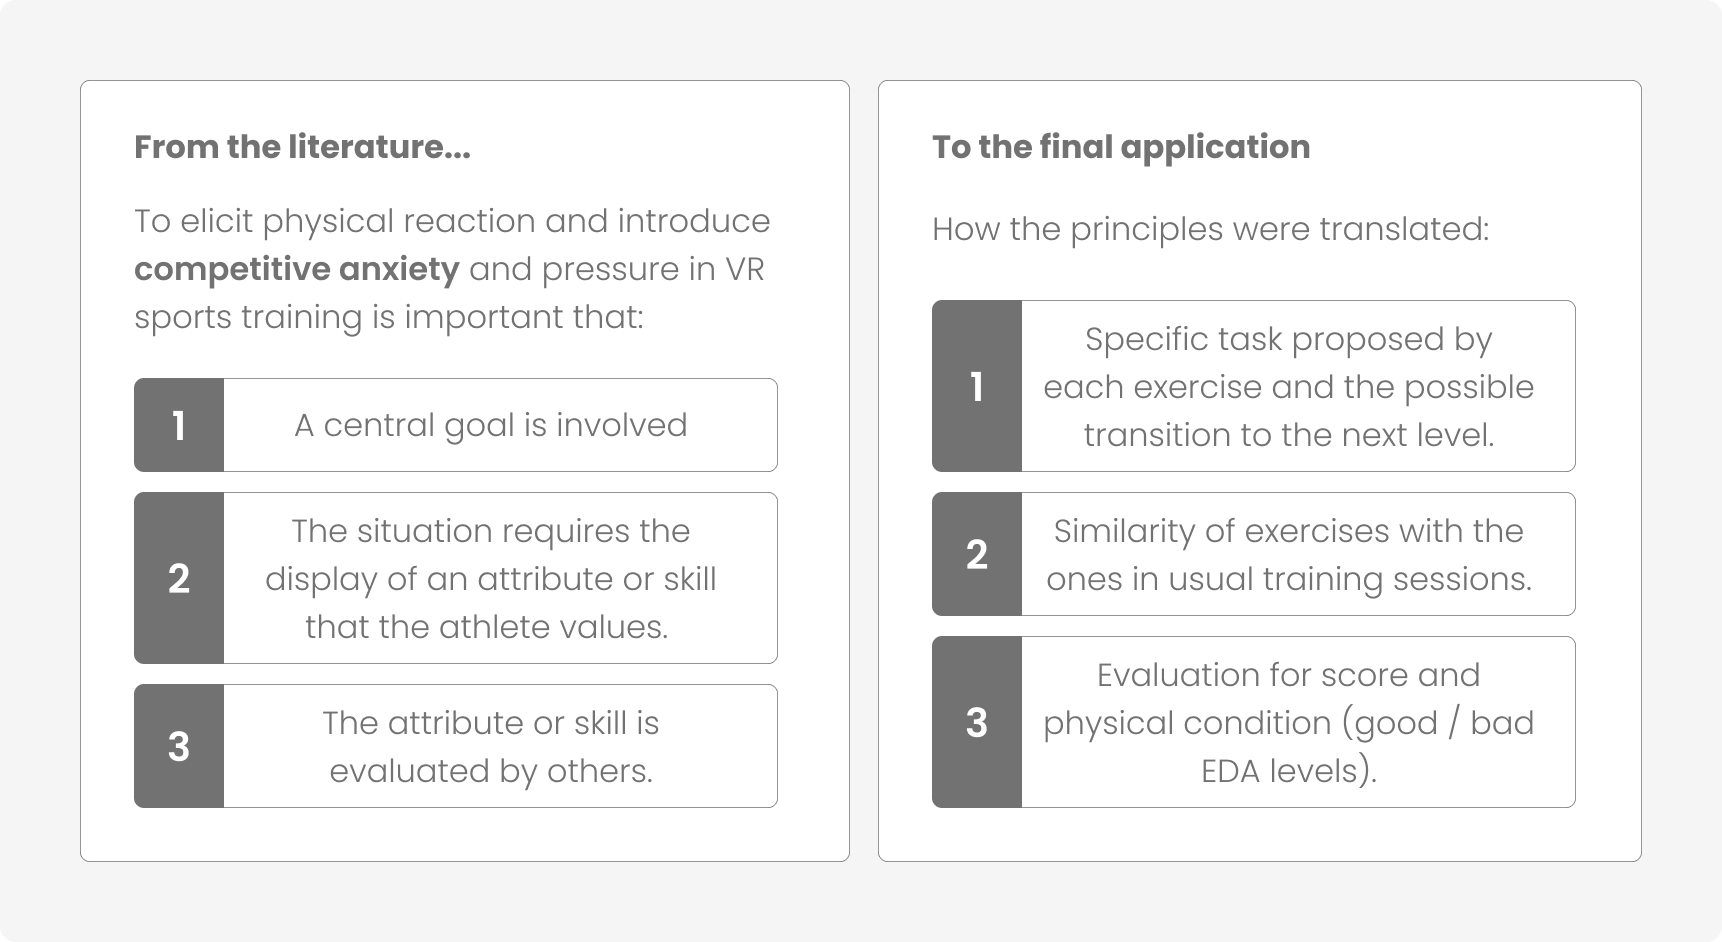 From the literature...
To elicit physical reaction and introduce
competitive anxiety and pressure in VR
sports training is important that:
1
A central goal is involved
2
The situation requires the
display of an attribute or skill
that the athlete values.
3
The attribute or skill is
evaluated by others.
To the final application
How the principles were translated:
1
Specific task proposed by
each exercise and the possible
transition to the next level.
2
Similarity of exercises with the
ones in usual training sessions.
3
Evaluation for score and
physical condition (good / bad
EDA levels).